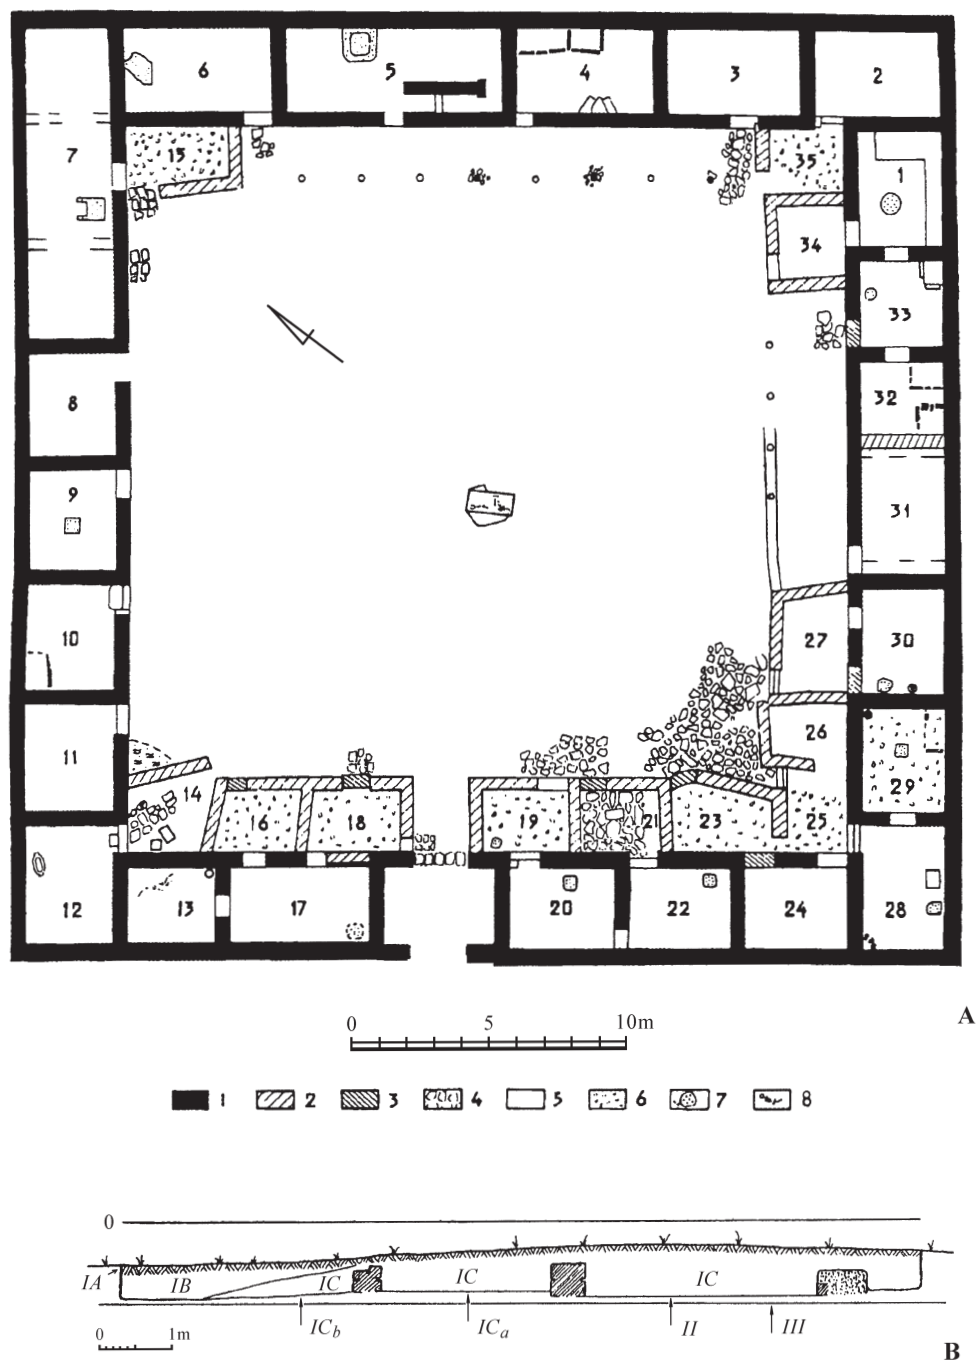 6 5 4 3 2
7 15 35 1
34
33
8 32
9 31
10 27 30
11 26 29
14 16 18 19 21 23 25
12 13 17 20 22 24 28
A
0 5 10m
1 2 3 4 5 6 7 8
0
IA IB IC IC IC
ICb ICa II III
0 1m
B